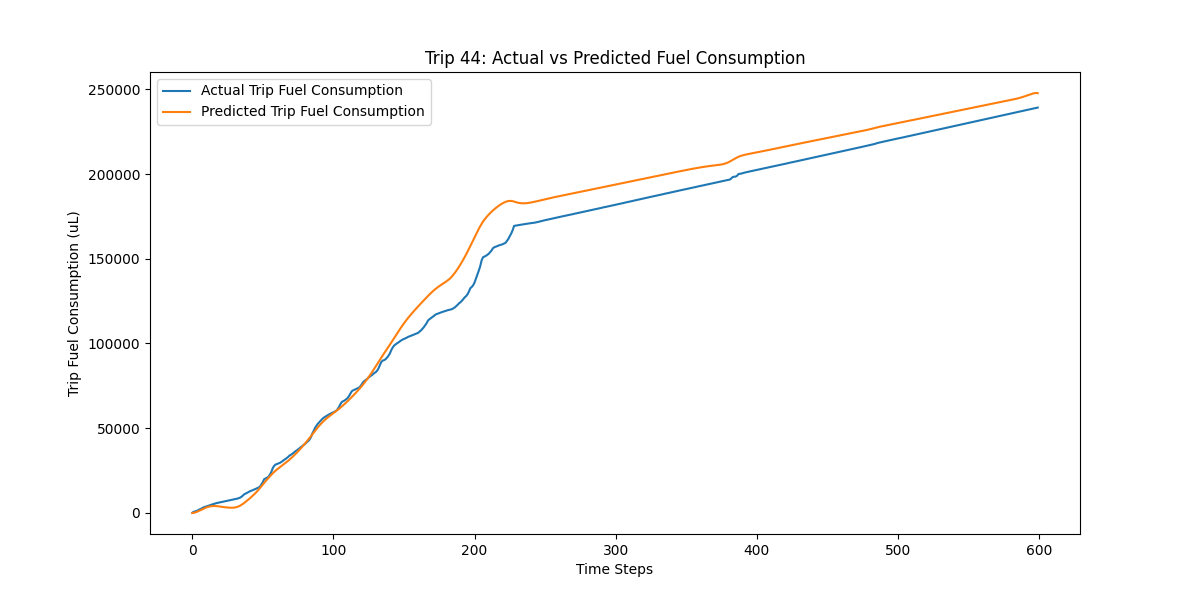 Trip 44: Actual vs Predicted Fuel Consumption
Actual Trip Fuel Consumption
Predicted Trip Fuel Consumption
Trip Fuel Consumption (uL)
250000
200000
150000
100000
50000
0
0 100 200 300 400 500 600
Time Steps